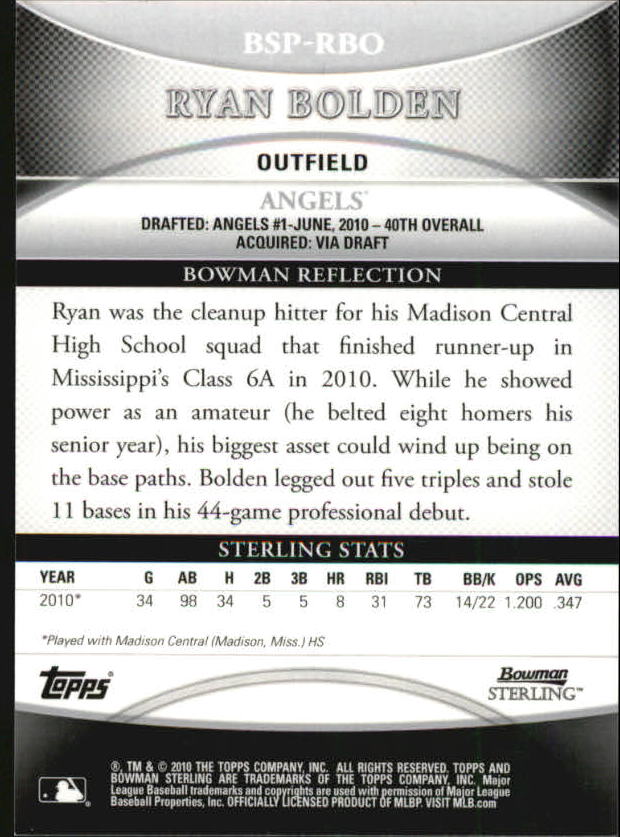 BSP-RBO
RYAN BOLDEN
OUTFIELD
ANGELS™
DRAFTED: ANGELS #1-JUNE, 2010 – 40TH OVERALL
ACQUIRED: VIA DRAFT
BOWMAN REFLECTION
Ryan was the cleanup hitter for his Madison Central
High School squad that finished runner-up in
Mississippi's Class 6A in 2010. While he showed
power as an amateur (he belted eight homers his
senior year), his biggest asset could wind up being on
the base paths. Bolden legged out five triples and stole
11 bases in his 44-game professional debut.
STERLING STATS
YEAR G AB H 2B 3B HR RBI TB BB/K OPS AVG
2010* 34 98 34 5 5 8 31 73 14/22 1.200 .347
*Played with Madison Central (Madison, Miss.) HS
Topps®
Bowman
STERLING™
®, TM & © 2010 THE TOPPS COMPANY, INC. ALL RIGHTS RESERVED. TOPPS AND
BOWMAN STERLING ARE TRADEMARKS OF THE TOPPS COMPANY, INC. Major
League Baseball trademarks and copyrights are used with permission of Major League
Baseball Properties, Inc. OFFICIALLY LICENSED PRODUCT OF MLBP. VISIT MLB.com